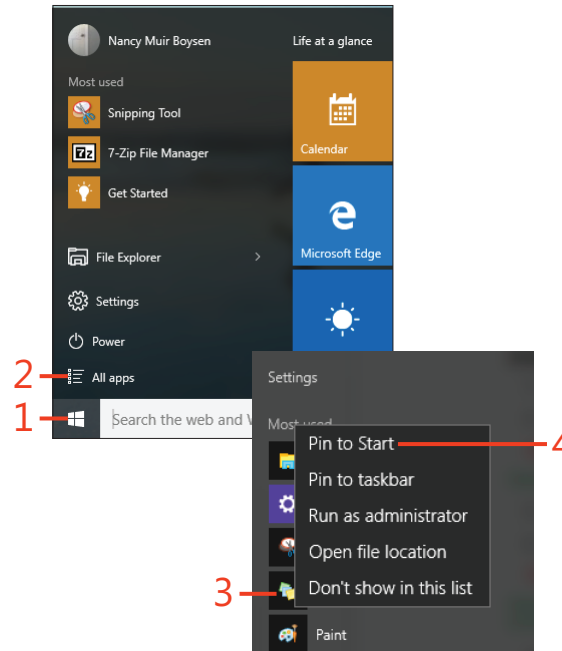 Nancy Muir Boysen
Life at a glance
Most used
Snipping Tool
7z
7-Zip File Manager
Get Started
Calendar
File Explorer
Microsoft Edge
Settings
Power
2
All apps
1
Search the web and
Settings
Most used
Pin to Start
4
Pin to taskbar
Run as administrator
Open file location
3
Don't show in this list
Paint